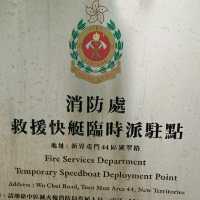 消防處
救援快艇臨時派駐點
地址：新界屯門44區湖翠路
Fire Services Department
Temporary Speedboat Deployment Point
Address : Wu Chui Road, Tuen Mun Area 44, New Territories